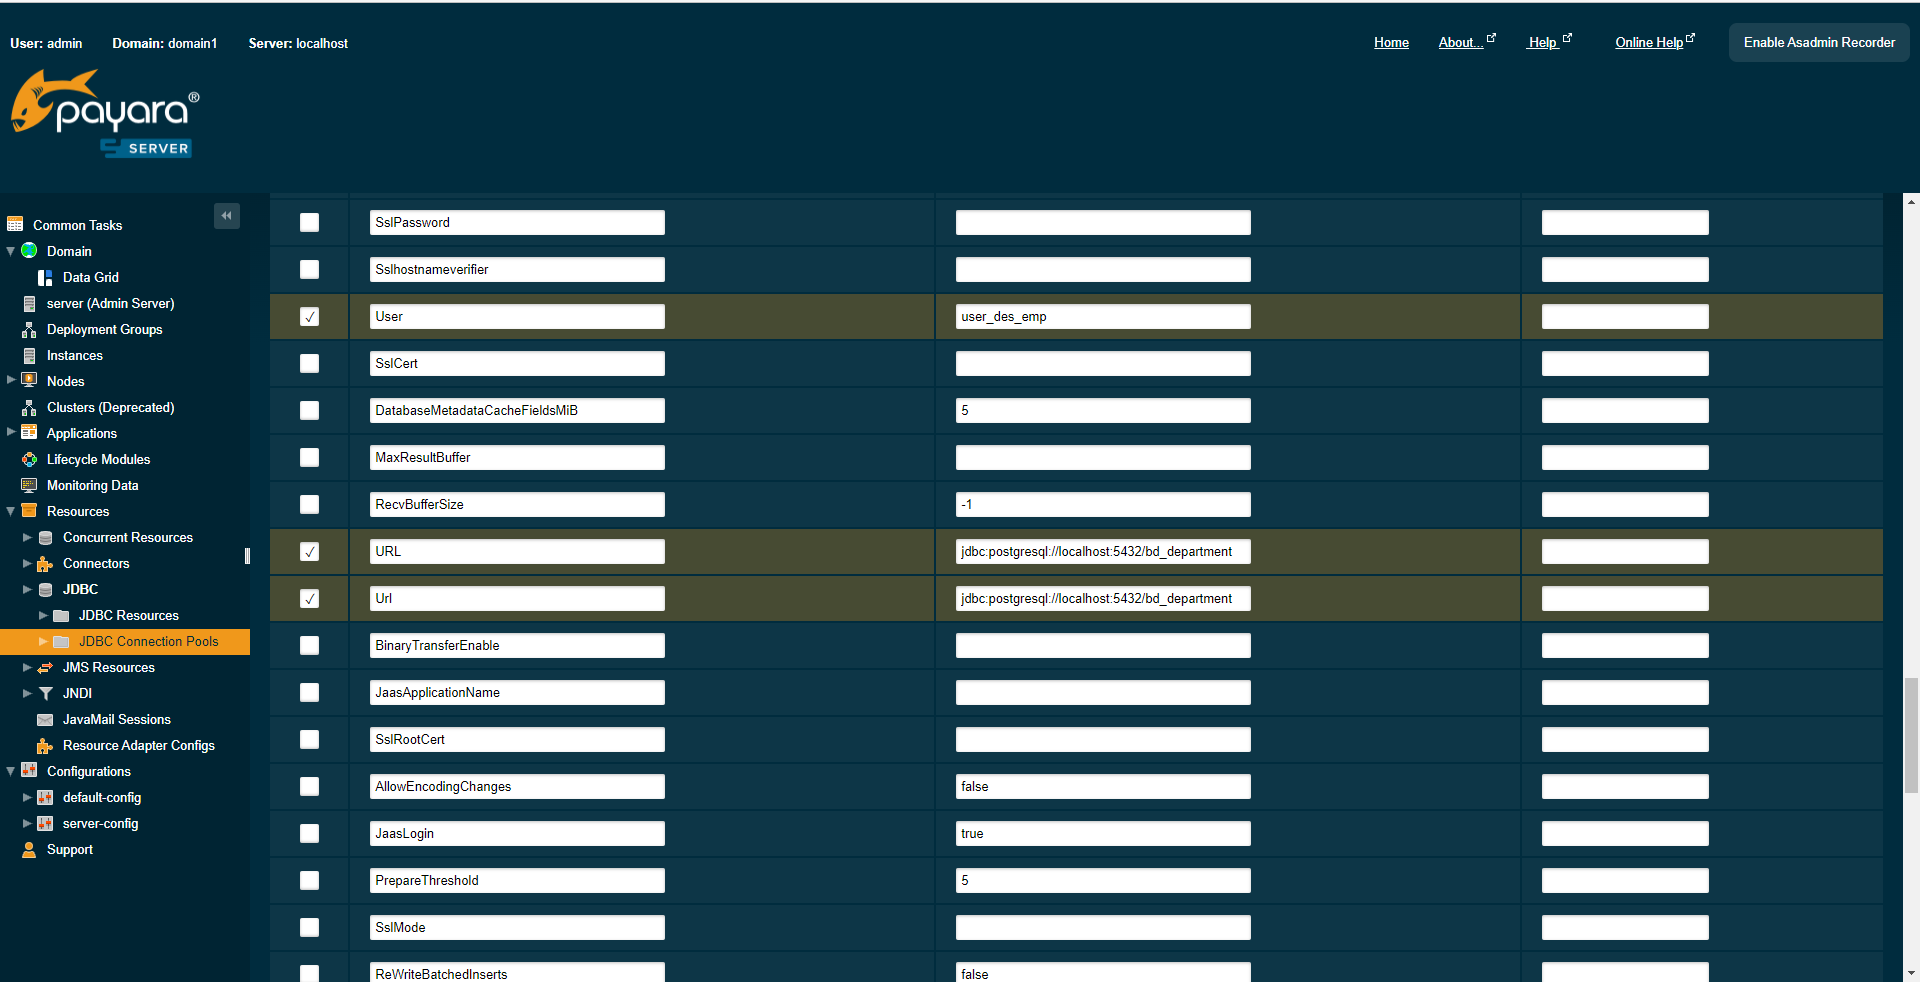 User: admin Domain: domain1 Server: localhost
Home About... Help Online Help Enable Asadmin Recorder
payara®
SERVER
Common Tasks
Domain
Data Grid
server (Admin Server)
Deployment Groups
Instances
Nodes
Clusters (Deprecated)
Applications
Lifecycle Modules
Monitoring Data
Resources
Concurrent Resources
Connectors
JDBC
JDBC Resources
JDBC Connection Pools
JMS Resources
JNDI
JavaMail Sessions
Resource Adapter Configs
Configurations
default-config
server-config
Support
SslPassword
Sslhostnameverifier
User user_des_emp
SslCert
DatabaseMetadataCacheFieldsMiB 5
MaxResultBuffer
RecvBufferSize -1
URL jdbc:postgresql://localhost:5432/bd_department
Url jdbc:postgresql://localhost:5432/bd_department
BinaryTransferEnable
JaasApplicationName
SslRootCert
AllowEncodingChanges false
JaasLogin true
PrepareThreshold 5
SslMode
ReWriteBatchedInserts false